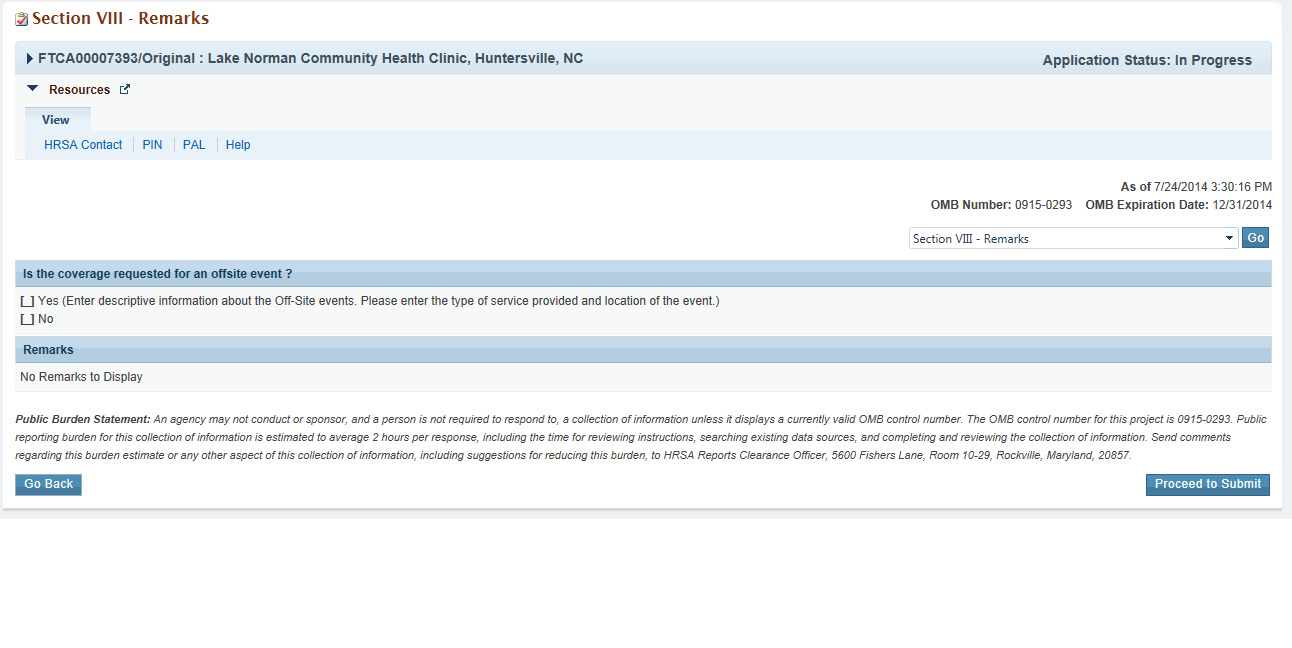 Section VIII - Remarks
FTCA00007393/Original : Lake Norman Community Health Clinic, Huntersville, NC
Application Status: In Progress
Resources
View
HRSA Contact PIN PAL Help
As of 7/24/2014 3:30:16 PM
OMB Number: 0915-0293 OMB Expiration Date: 12/31/2014
Section VIII - Remarks Go
Is the coverage requested for an offsite event ?
[_] Yes (Enter descriptive information about the Off-Site events. Please enter the type of service provided and location of the event.)
[_] No
Remarks
No Remarks to Display
Public Burden Statement: An agency may not conduct or sponsor, and a person is not required to respond to, a collection of information unless it displays a currently valid OMB control number. The OMB control number for this project is 0915-0293. Public
reporting burden for this collection of information is estimated to average 2 hours per response, including the time for reviewing instructions, searching existing data sources, and completing and reviewing the collection of information. Send comments
regarding this burden estimate or any other aspect of this collection of information, including suggestions for reducing this burden, to HRSA Reports Clearance Officer, 5600 Fishers Lane, Room 10-29, Rockville, Maryland, 20857.
Go Back Proceed to Submit